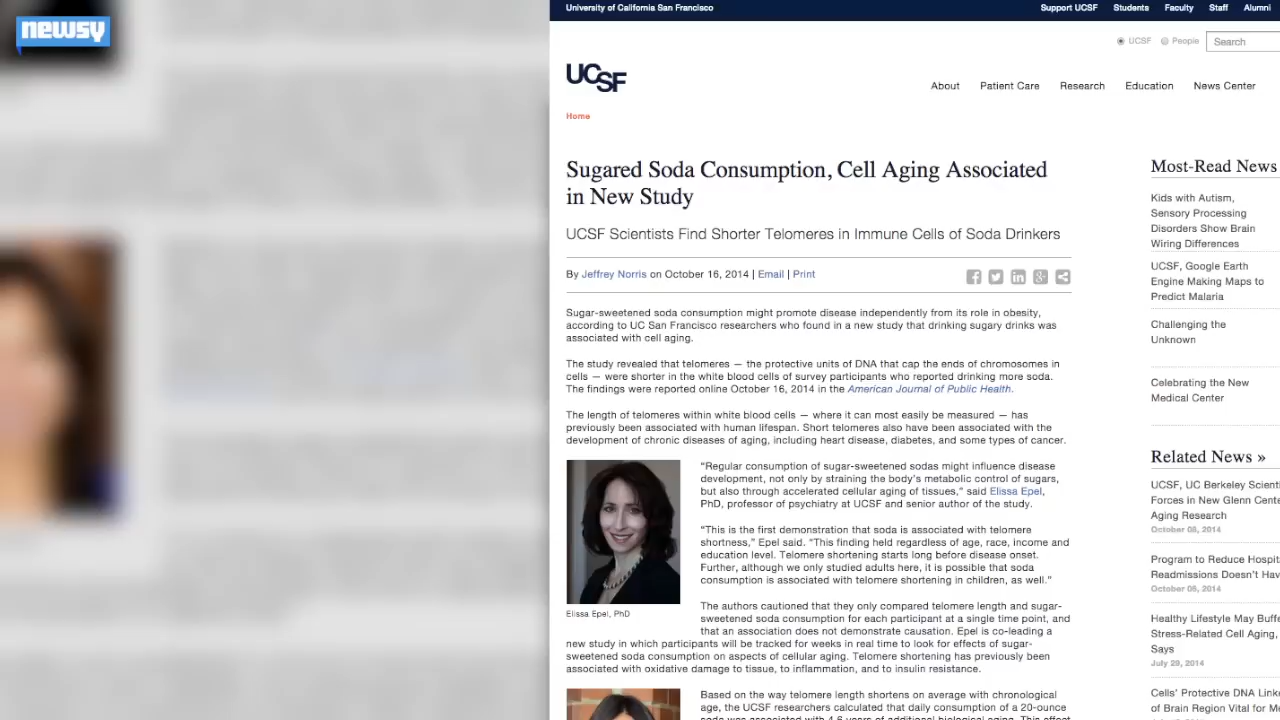 newsy
University of California San Francisco
Support UCSF Students Faculty Staff Alumni
UCSF People Search
UCSF
About Patient Care Research Education News Center
Home
Sugared Soda Consumption, Cell Aging Associated
in New Study
UCSF Scientists Find Shorter Telomeres in Immune Cells of Soda Drinkers
By Jeffrey Norris on October 16, 2014 | Email | Print
Sugar-sweetened soda consumption might promote disease independently from its role in obesity,
according to UC San Francisco researchers who found in a new study that drinking sugary drinks was
associated with cell aging.
The study revealed that telomeres — the protective units of DNA that cap the ends of chromosomes in
cells — were shorter in the white blood cells of survey participants who reported drinking more soda.
The findings were reported online October 16, 2014 in the American Journal of Public Health.
The length of telomeres within white blood cells — where it can most easily be measured — has
previously been associated with human lifespan. Short telomeres also have been associated with the
development of chronic diseases of aging, including heart disease, diabetes, and some types of cancer.
“Regular consumption of sugar-sweetened sodas might influence disease
development, not only by straining the body’s metabolic control of sugars,
but also through accelerated cellular aging of tissues,” said Elissa Epel,
PhD, professor of psychiatry at UCSF and senior author of the study.
“This is the first demonstration that soda is associated with telomere
shortness,” Epel said. “This finding held regardless of age, race, income and
education level. Telomere shortening starts long before disease onset.
Further, although we only studied adults here, it is possible that soda
consumption is associated with telomere shortening in children, as well.”
Elissa Epel, PhD
The authors cautioned that they only compared telomere length and sugar-
sweetened soda consumption for each participant at a single time point, and
that an association does not demonstrate causation. Epel is co-leading a
new study in which participants will be tracked for weeks in real time to look for effects of sugar-
sweetened soda consumption on aspects of cellular aging. Telomere shortening has previously been
associated with oxidative damage to tissue, to inflammation, and to insulin resistance.
Based on the way telomere length shortens on average with chronological
age, the UCSF researchers calculated that daily consumption of a 20-ounce
soda was associated with 4.6 years of additional biological aging. This effect
Most-Read News
Kids with Autism,
Sensory Processing
Disorders Show Brain
Wiring Differences
UCSF, Google Earth
Engine Making Maps to
Predict Malaria
Challenging the
Unknown
Celebrating the New
Medical Center
Related News »
UCSF, UC Berkeley Scienti
Forces in New Glenn Cente
Aging Research
October 08, 2014
Program to Reduce Hospit
Readmissions Doesn't Hav
October 06, 2014
Healthy Lifestyle May Buffe
Stress-Related Cell Aging,
Says
July 29, 2014
Cells' Protective DNA Link
of Brain Region Vital for M